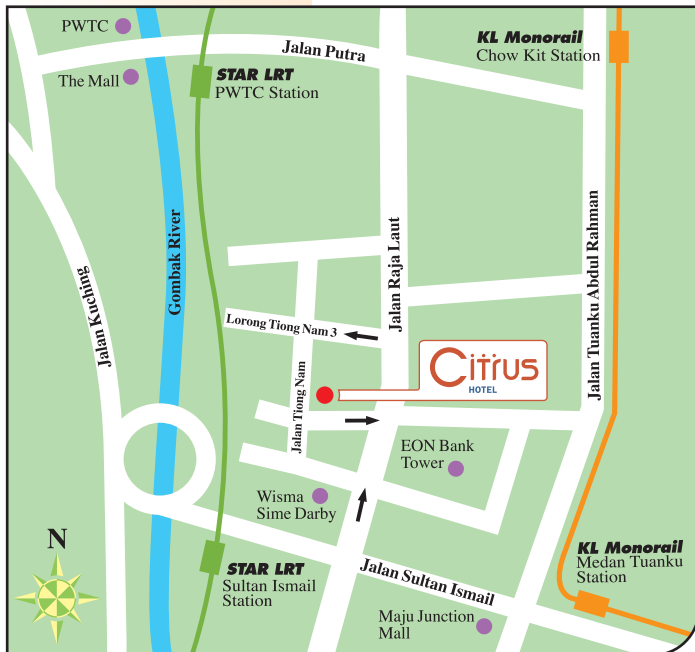 PWTC
Jalan Putra
KL Monorail
Chow Kit Station
The Mall
STAR LRT
PWTC Station
Gombak River
Jalan Kuching
Jalan Raja Laut
Jalan Tuanku Abdul Rahman
Lorong Tiong Nam 3
Jalan Tiong Nam
Citrus
HOTEL
EON Bank
Tower
Wisma
Sime Darby
N
STAR LRT
Sultan Ismail
Station
Jalan Sultan Ismail
KL Monorail
Medan Tuanku
Station
Maju Junction
Mall